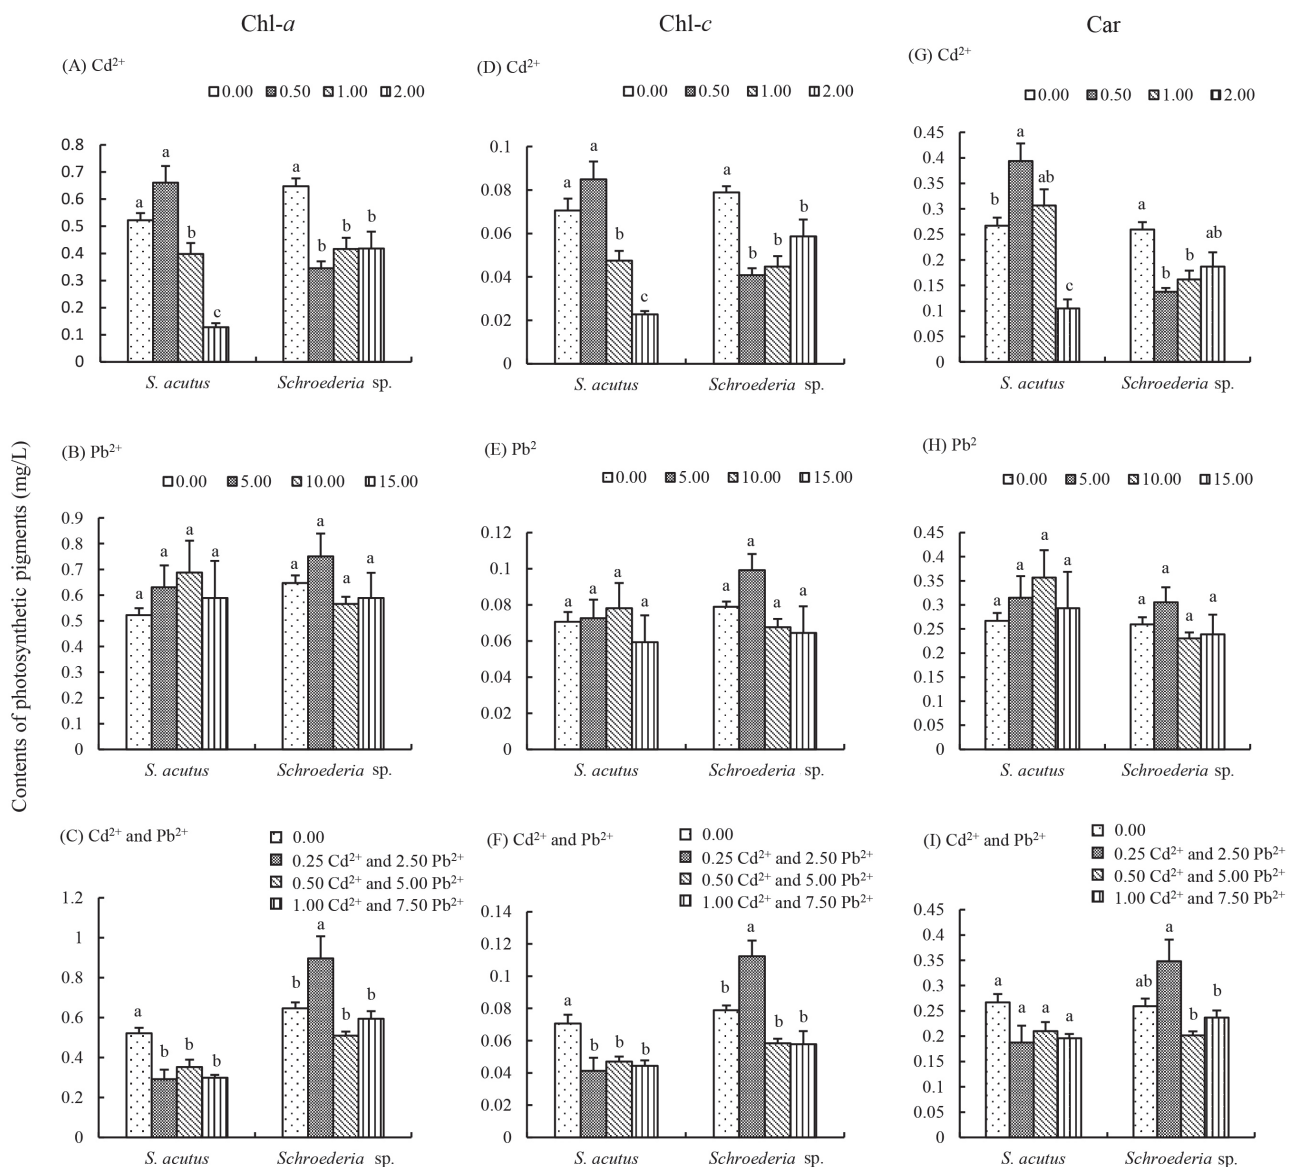 Chl-a
Chl-c
Car
Contents of photosynthetic pigments (mg/L)
(A) Cd²⁺
0.00 0.50 1.00 2.00
0.8
0.7
0.6
0.5
0.4
0.3
0.2
0.1
0
a a b c a b b b
S. acutus Schroederia sp.
(D) Cd²⁺
0.00 0.50 1.00 2.00
0.1
0.08
0.06
0.04
0.02
0
a a b c a b b b
S. acutus Schroederia sp.
(G) Cd²⁺
0.00 0.50 1.00 2.00
0.45
0.4
0.35
0.3
0.25
0.2
0.15
0.1
0.05
0
b a ab c a b b ab
S. acutus Schroederia sp.
(B) Pb²⁺
0.00 5.00 10.00 15.00
0.9
0.8
0.7
0.6
0.5
0.4
0.3
0.2
0.1
0
a a a a a a a a
S. acutus Schroederia sp.
(E) Pb²
0.00 5.00 10.00 15.00
0.12
0.1
0.08
0.06
0.04
0.02
0
a a a a a a a a
S. acutus Schroederia sp.
(H) Pb²
0.00 5.00 10.00 15.00
0.45
0.4
0.35
0.3
0.25
0.2
0.15
0.1
0.05
0
a a a a a a a a
S. acutus Schroederia sp.
(C) Cd²⁺ and Pb²⁺
0.00
0.25 Cd²⁺ and 2.50 Pb²⁺
0.50 Cd²⁺ and 5.00 Pb²⁺
1.00 Cd²⁺ and 7.50 Pb²⁺
1.2
1
0.8
0.6
0.4
0.2
0
a b b b b a b b
S. acutus Schroederia sp.
(F) Cd²⁺ and Pb²⁺
0.00
0.25 Cd²⁺ and 2.50 Pb²⁺
0.50 Cd²⁺ and 5.00 Pb²⁺
1.00 Cd²⁺ and 7.50 Pb²⁺
0.14
0.12
0.1
0.08
0.06
0.04
0.02
0
a b b b b a b b
S. acutus Schroederia sp.
(I) Cd²⁺ and Pb²⁺
0.00
0.25 Cd²⁺ and 2.50 Pb²⁺
0.50 Cd²⁺ and 5.00 Pb²⁺
1.00 Cd²⁺ and 7.50 Pb²⁺
0.45
0.4
0.35
0.3
0.25
0.2
0.15
0.1
0.05
0
a a a a ab a b b
S. acutus Schroederia sp.